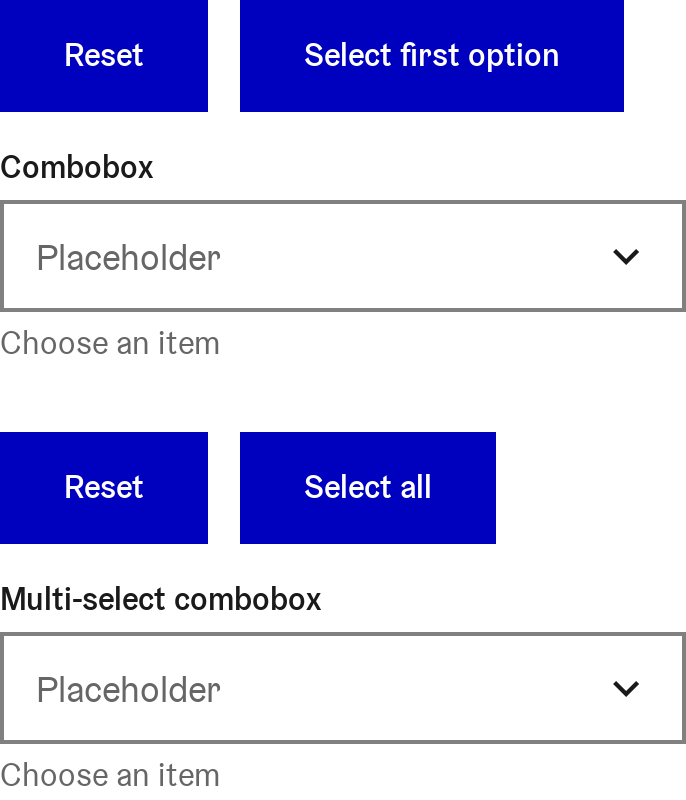 Reset Select first option
Combobox
Placeholder
Choose an item
Reset Select all
Multi-select combobox
Placeholder
Choose an item